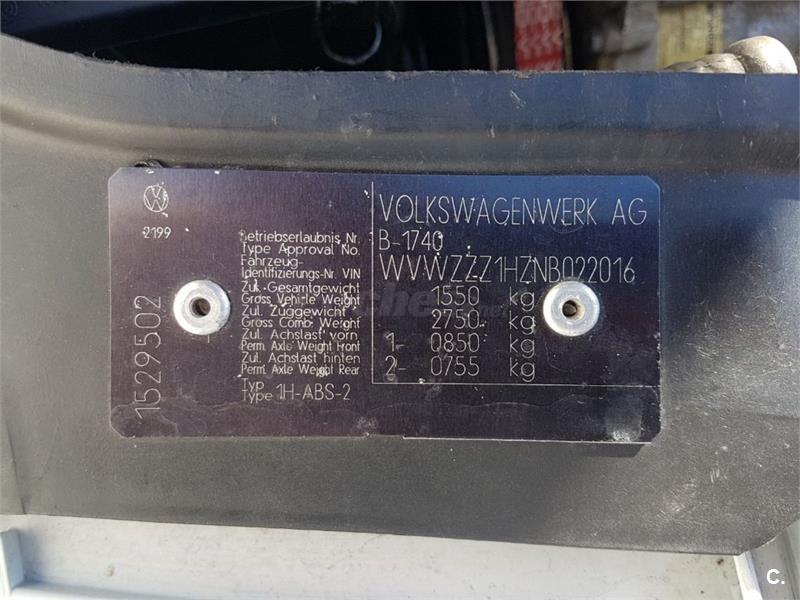 VOLKSWAGENWERK AG
2199
Betriebserlaubnis Nr.
Type Approval No.
B-1740
Fahrzeug-
Identifizierungs-Nr. VIN
WVWZZZ1HZNB022016
Zul. Gesamtgewicht
Gross Vehicle Weight
1550 kg
Zul. Zuggewicht
Gross Comb Weight
2750 kg
Zul. Achslast vorn
Perm. Axle Weight Front
1- 0850 kg
Zul. Achslast hinten
Perm. Axle Weight Rear
2- 0755 kg
Typ
Type 1H-ABS-2
1529502
C.